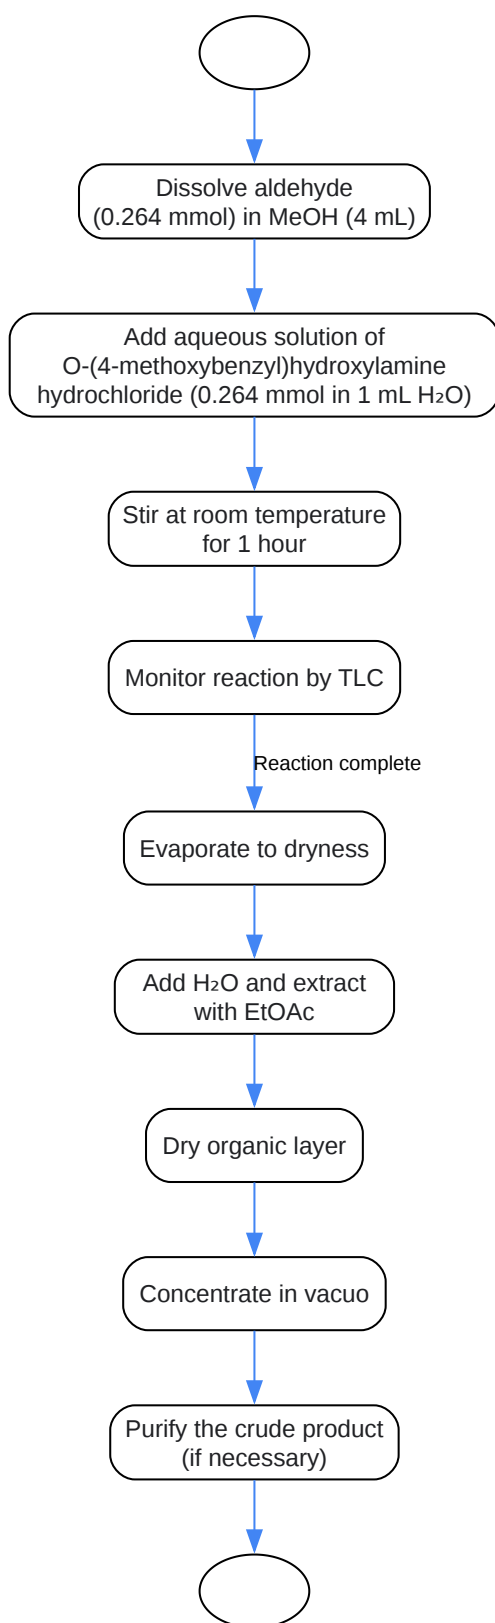 Dissolve aldehyde
(0.264 mmol) in MeOH (4 mL)
Add aqueous solution of
O-(4-methoxybenzyl)hydroxylamine
hydrochloride (0.264 mmol in 1 mL H₂O)
Stir at room temperature
for 1 hour
Monitor reaction by TLC
Reaction complete
Evaporate to dryness
Add H₂O and extract
with EtOAc
Dry organic layer
Concentrate in vacuo
Purify the crude product
(if necessary)